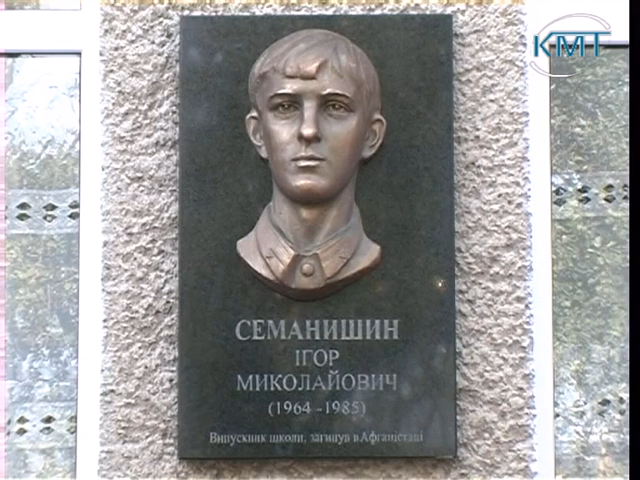 КМТ
СЕМАНИШИН
ІГОР
МИКОЛАЙОВИЧ
(1964 -1985)
Випускник школи, загинув в Афганістані